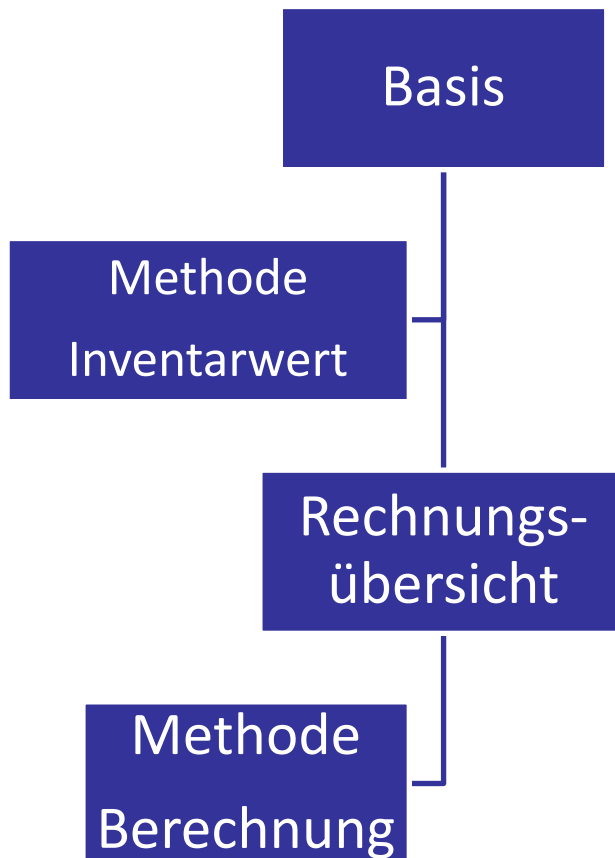 Basis
Methode
Inventarwert
Rechnungs-
übersicht
Methode
Berechnung